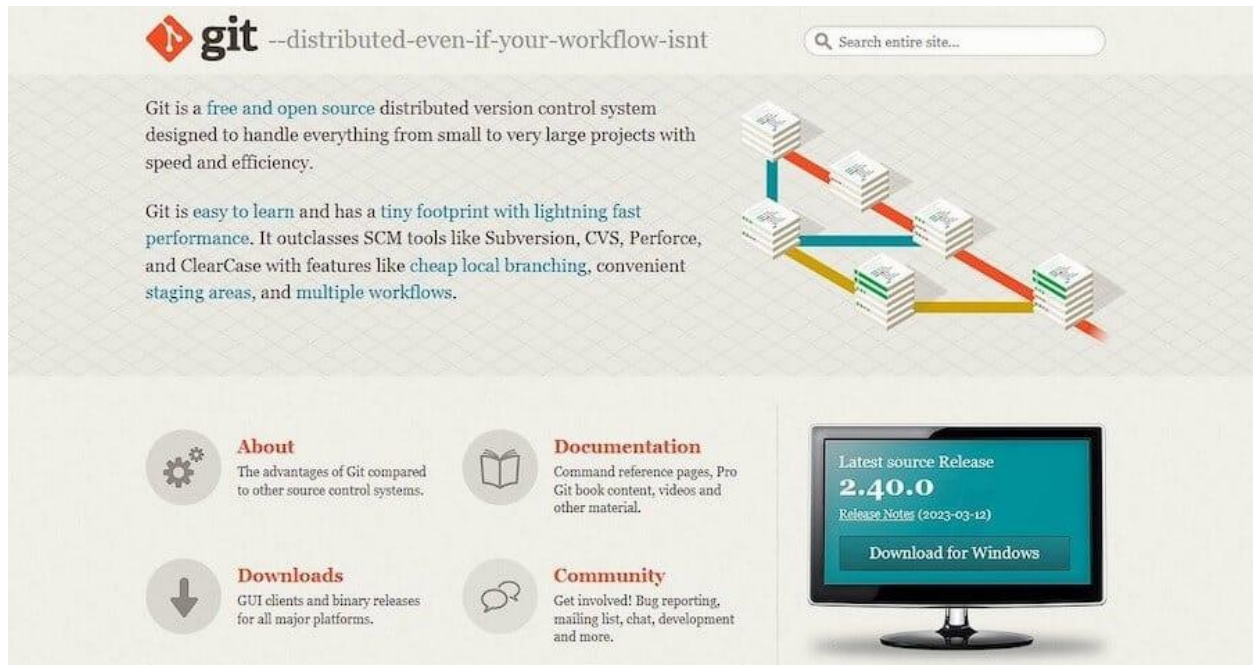 git --distributed-even-if-your-workflow-isnt
Search entire site...
Git is a free and open source distributed version control system
designed to handle everything from small to very large projects with
speed and efficiency.
Git is easy to learn and has a tiny footprint with lightning fast
performance. It outclasses SCM tools like Subversion, CVS, Perforce,
and ClearCase with features like cheap local branching, convenient
staging areas, and multiple workflows.
About
The advantages of Git compared
to other source control systems.
Documentation
Command reference pages, Pro
Git book content, videos and
other material.
Downloads
GUI clients and binary releases
for all major platforms.
Community
Get involved! Bug reporting,
mailing list, chat, development
and more.
Latest source Release
2.40.0
Release Notes (2023-03-12)
Download for Windows